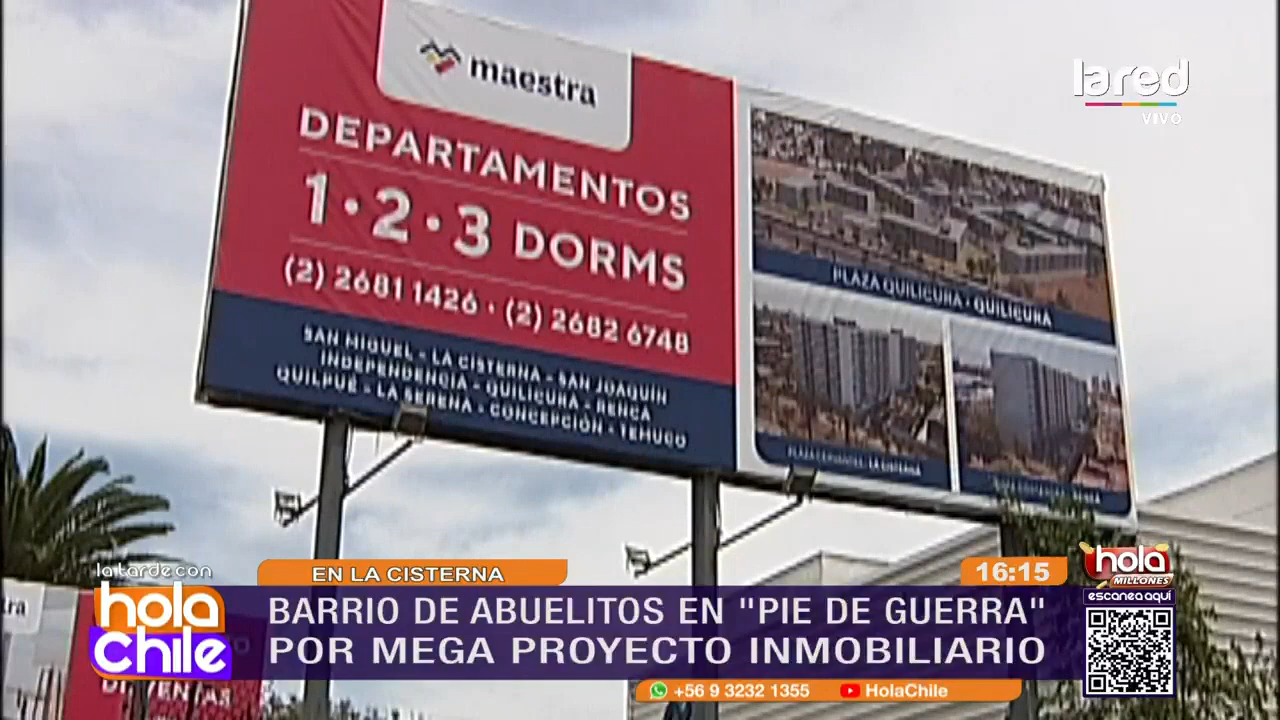 maestra
DEPARTAMENTOS
1·2·3 DORMS
(2) 2681 1426 · (2) 2682 6748
SAN MIGUEL - LA CISTERNA - SAN JOAQUÍN
INDEPENDENCIA - QUILICURA - RENCA
QUILPUÉ - LA SERENA - CONCEPCIÓN - TEMUCO
PLAZA QUILICURA · QUILICURA
lared
VIVO
EN LA CISTERNA
16:15
la tarde con
hola
Chile
BARRIO DE ABUELITOS EN "PIE DE GUERRA"
POR MEGA PROYECTO INMOBILIARIO
hola
MILLONES
escanea aquí
+56 9 3232 1355
HolaChile